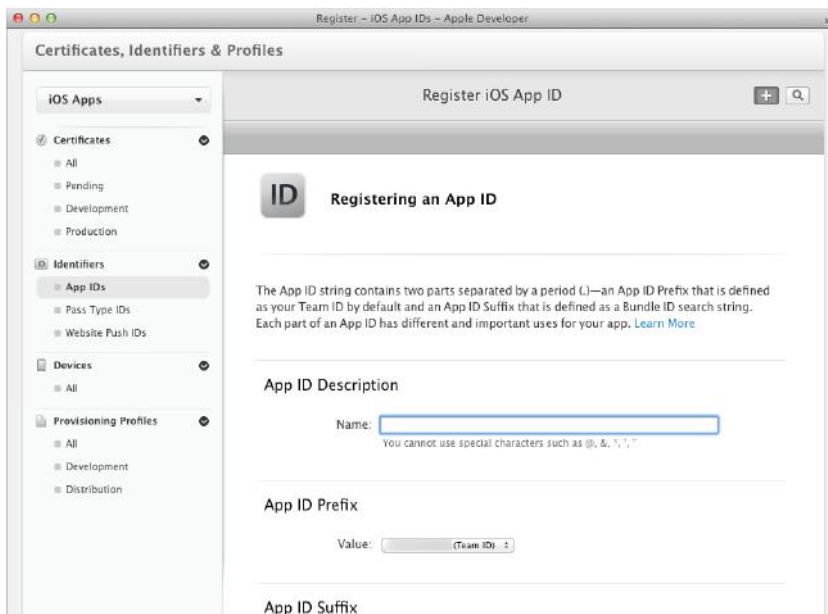 Register – iOS App IDs – Apple Developer
Certificates, Identifiers & Profiles
iOS Apps
Register iOS App ID
Certificates
All
Pending
Development
Production
Identifiers
App IDs
Pass Type IDs
Website Push IDs
Devices
All
Provisioning Profiles
All
Development
Distribution
ID
Registering an App ID
The App ID string contains two parts separated by a period (.)—an App ID Prefix that is defined
as your Team ID by default and an App ID Suffix that is defined as a Bundle ID search string.
Each part of an App ID has different and important uses for your app. Learn More
App ID Description
Name:
You cannot use special characters such as @, &, *, ', "
App ID Prefix
Value: (Team ID)
App ID Suffix